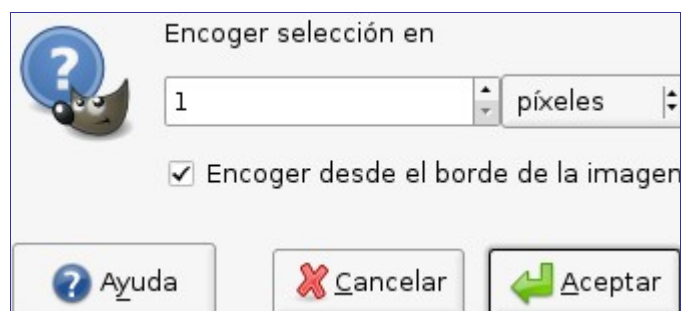 Encoger selección en
1 píxeles
Encoger desde el borde de la imagen
Ayuda Cancelar Aceptar